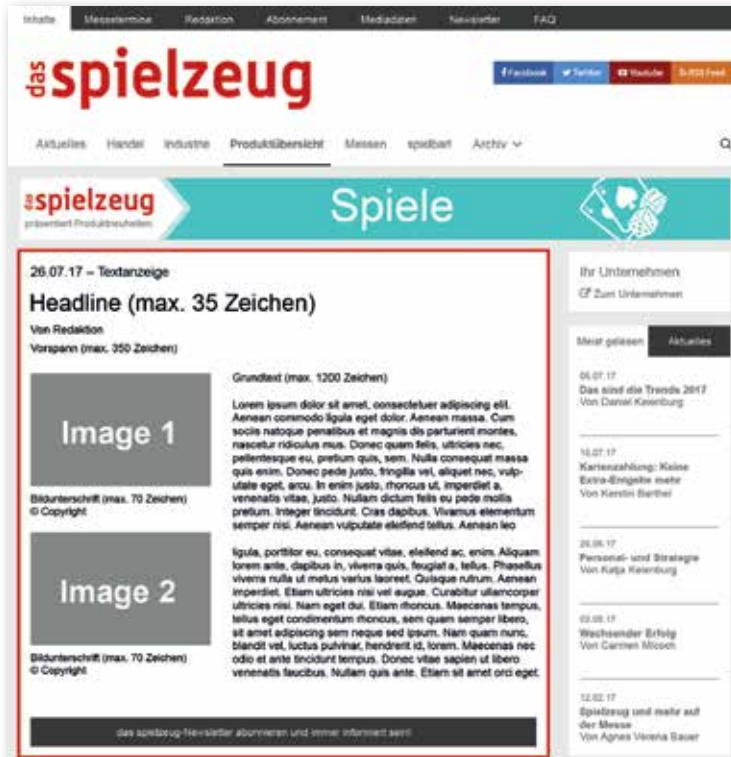 Inhalte Messetermine Redaktion Abonnement Mediadaten Newsletter FAQ
das spielzeug
Facebook Twitter Youtube RSS Feed
Aktuelles Handel Industrie Produktübersicht Messen spielbar! Archiv
das spielzeug
präsentiert Produktneuheiten
Spiele
26.07.17 – Textanzeige
Headline (max. 35 Zeichen)
Von Redaktion
Vorspann (max. 350 Zeichen)
Image 1
Bildunterschrift (max. 70 Zeichen)
© Copyright
Image 2
Bildunterschrift (max. 70 Zeichen)
© Copyright
Grundtext (max. 1200 Zeichen)
Lorem ipsum dolor sit amet, consectetuer adipiscing elit.
Aenean commodo ligula eget dolor. Aenean massa. Cum
sociis natoque penatibus et magnis dis parturient montes,
nascetur ridiculus mus. Donec quam felis, ultricies nec,
pellentesque eu, pretium quis, sem. Nulla consequat massa
quis enim. Donec pede justo, fringilla vel, aliquet nec, vulp-
utate eget, arcu. In enim justo, rhoncus ut, imperdiet a,
venenatis vitae, justo. Nullam dictum felis eu pede mollis
pretium. Integer tincidunt. Cras dapibus. Vivamus elementum
semper nisi. Aenean vulputate eleifend tellus. Aenean leo
ligula, porttitor eu, consequat vitae, eleifend ac, enim. Aliquam
lorem ante, dapibus in, viverra quis, feugiat a, tellus. Phasellus
viverra nulla ut metus varius laoreet. Quisque rutrum. Aenean
imperdiet. Etiam ultricies nisi vel augue. Curabitur ullamcorper
ultricies nisi. Nam eget dui. Etiam rhoncus. Maecenas tempus,
tellus eget condimentum rhoncus, sem quam semper libero,
sit amet adipiscing sem neque sed ipsum. Nam quam nunc,
blandit vel, luctus pulvinar, hendrerit id, lorem. Maecenas nec
odio et ante tincidunt tempus. Donec vitae sapien ut libero
venenatis faucibus. Nullam quis ante. Etiam sit amet orci eget.
das spielzeug-Newsletter abonnieren und immer informiert sein!
Ihr Unternehmen
Zum Unternehmen
Meist gelesen Aktuelles
Das sind die Trends 2017
Von Daniel Keienburg
10.07.17
Kartenzahlung: Keine
Extra-Entgelte mehr
Von Kerstin Barthel
Personal- und Strategie
Von Katja Keienburg
Wachsender Erfolg
Von Carmen
12.02.17
Spielzeug und mehr auf
der Messe
Von Agnes Verena Bauer